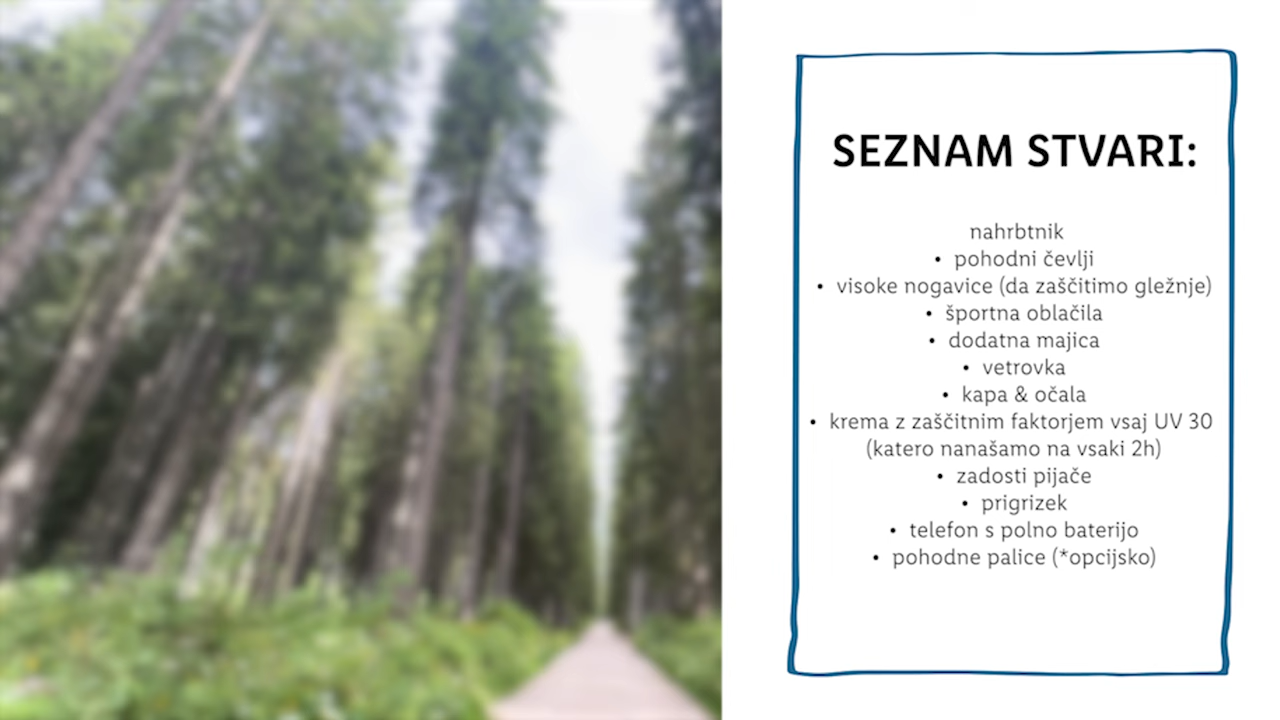 SEZNAM STVARI:
nahrbtnik
• pohodni čevlji
• visoke nogavice (da zaščitimo gležnje)
• športna oblačila
• dodatna majica
• vetrovka
• kapa & očala
• krema z zaščitnim faktorjem vsaj UV 30
(katero nanašamo na vsaki 2h)
• zadosti pijače
• prigrizek
• telefon s polno baterijo
• pohodne palice (*opcijsko)